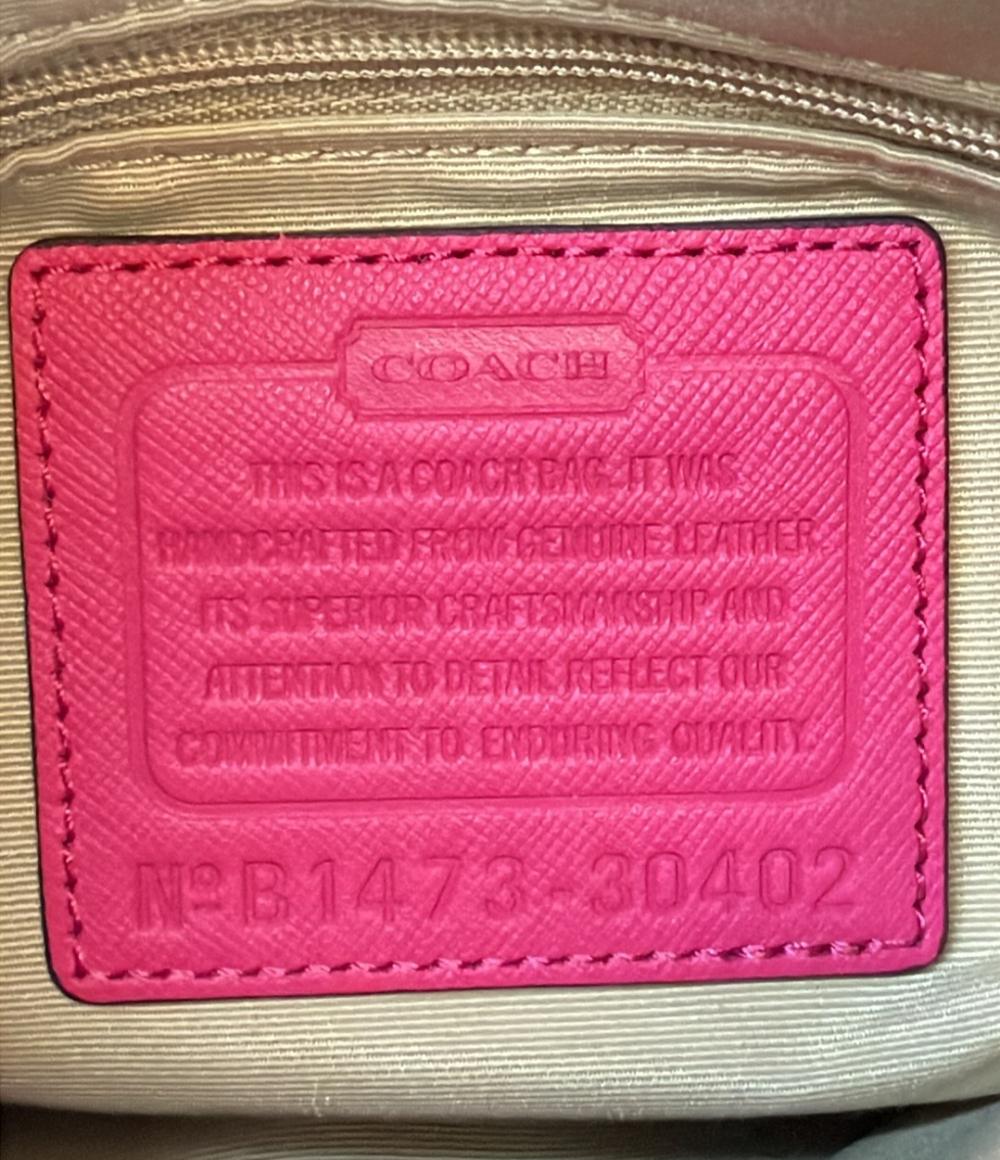 COACH
THIS IS A COACH BAG. IT WAS
HANDCRAFTED FROM GENUINE LEATHER.
ITS SUPERIOR CRAFTSMANSHIP AND
ATTENTION TO DETAIL REFLECT OUR
COMMITMENT TO ENDURING QUALITY.
Nº B1473-30402